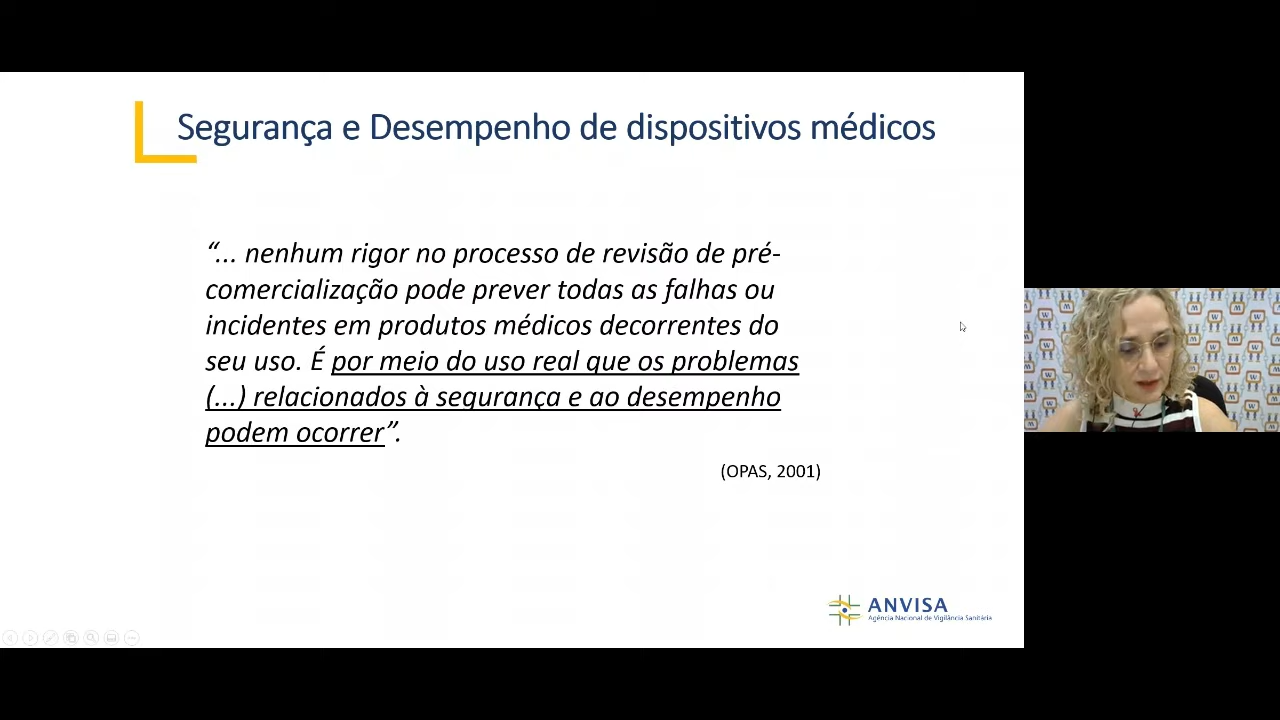 Segurança e Desempenho de dispositivos médicos
“... nenhum rigor no processo de revisão de pré-
comercialização pode prever todas as falhas ou
incidentes em produtos médicos decorrentes do
seu uso. É por meio do uso real que os problemas
(...) relacionados à segurança e ao desempenho
podem ocorrer”.
(OPAS, 2001)
ANVISA
Agência Nacional de Vigilância Sanitária